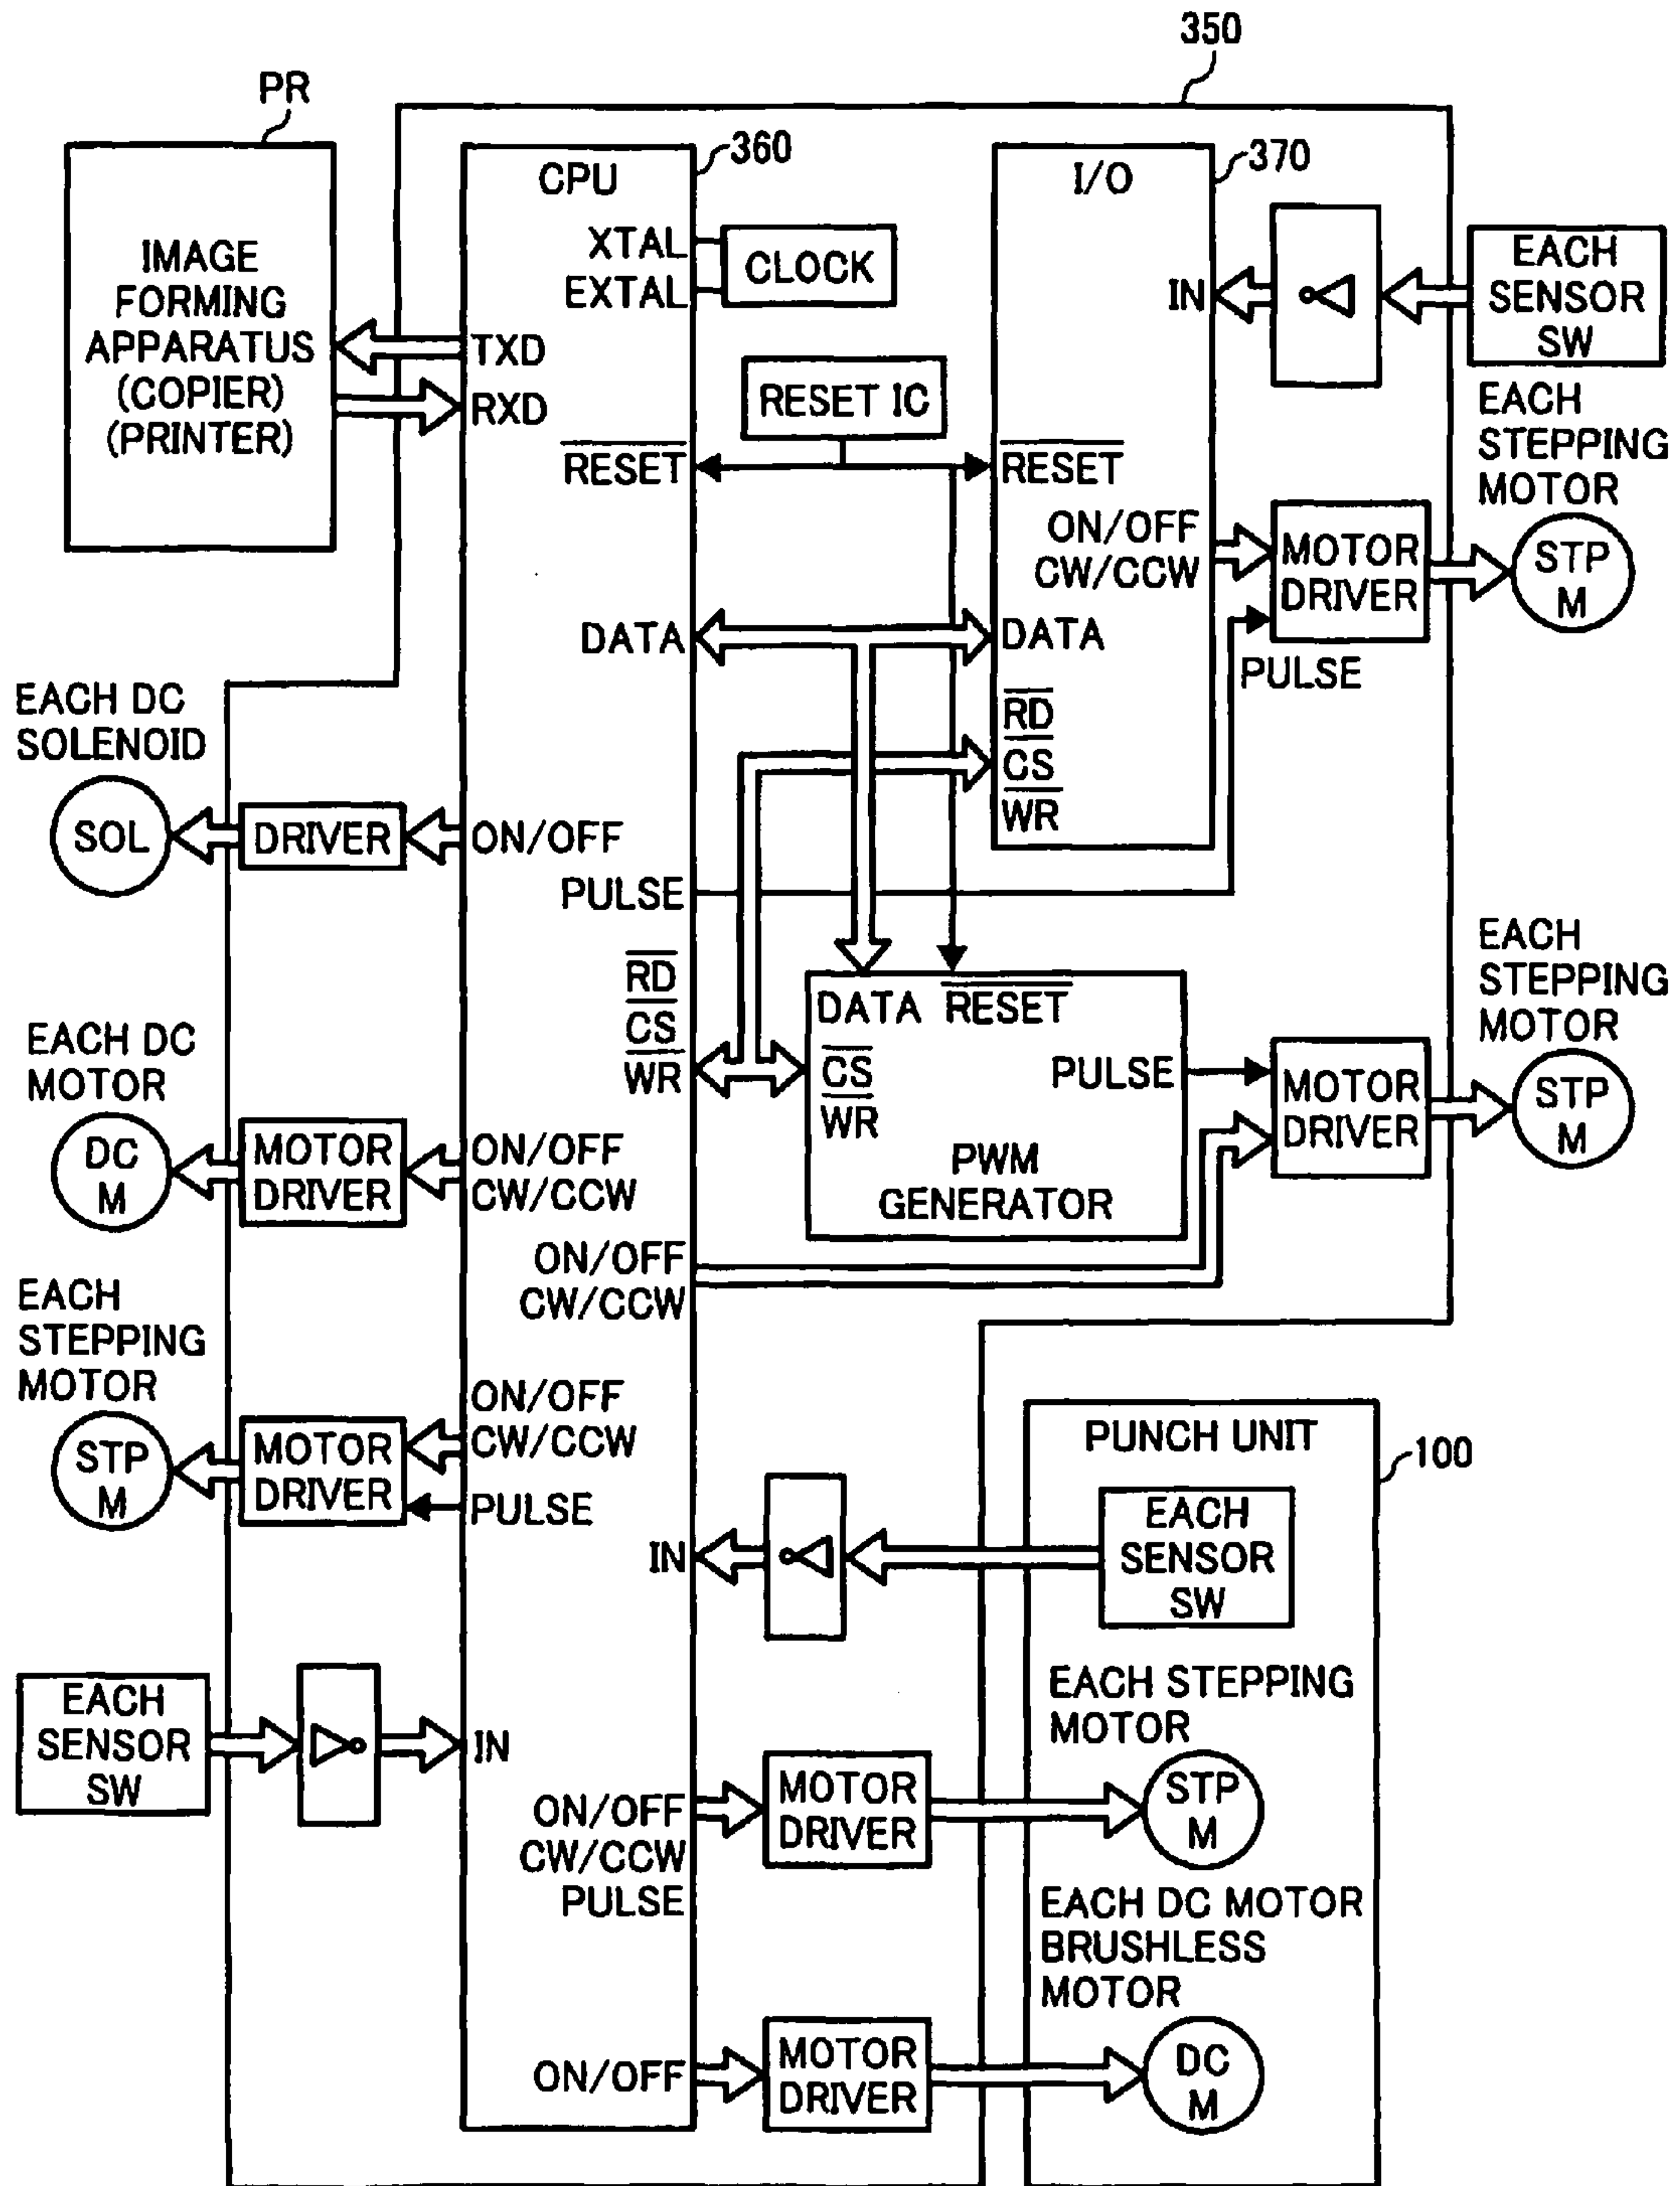 350
PR
360
CPU
370
I/O
IMAGE
FORMING
APPARATUS
(COPIER)
(PRINTER)
XTAL
EXTAL
CLOCK
TXD
RXD
RESET IC
RESET
RESET
IN
EACH
SENSOR
SW
EACH
STEPPING
MOTOR
ON/OFF
CW/CCW
MOTOR
DRIVER
STP
M
PULSE
DATA
DATA
RD
CS
WR
EACH DC
SOLENOID
SOL
DRIVER
ON/OFF
PULSE
RD
CS
WR
DATA
RESET
CS
WR
PULSE
PWM
GENERATOR
EACH
STEPPING
MOTOR
MOTOR
DRIVER
STP
M
EACH DC
MOTOR
DC
M
MOTOR
DRIVER
ON/OFF
CW/CCW
ON/OFF
CW/CCW
EACH
STEPPING
MOTOR
STP
M
MOTOR
DRIVER
ON/OFF
CW/CCW
PULSE
PUNCH UNIT
100
EACH
SENSOR
SW
IN
EACH
SENSOR
SW
IN
EACH STEPPING
MOTOR
ON/OFF
CW/CCW
PULSE
MOTOR
DRIVER
STP
M
EACH DC MOTOR
BRUSHLESS
MOTOR
ON/OFF
MOTOR
DRIVER
DC
M